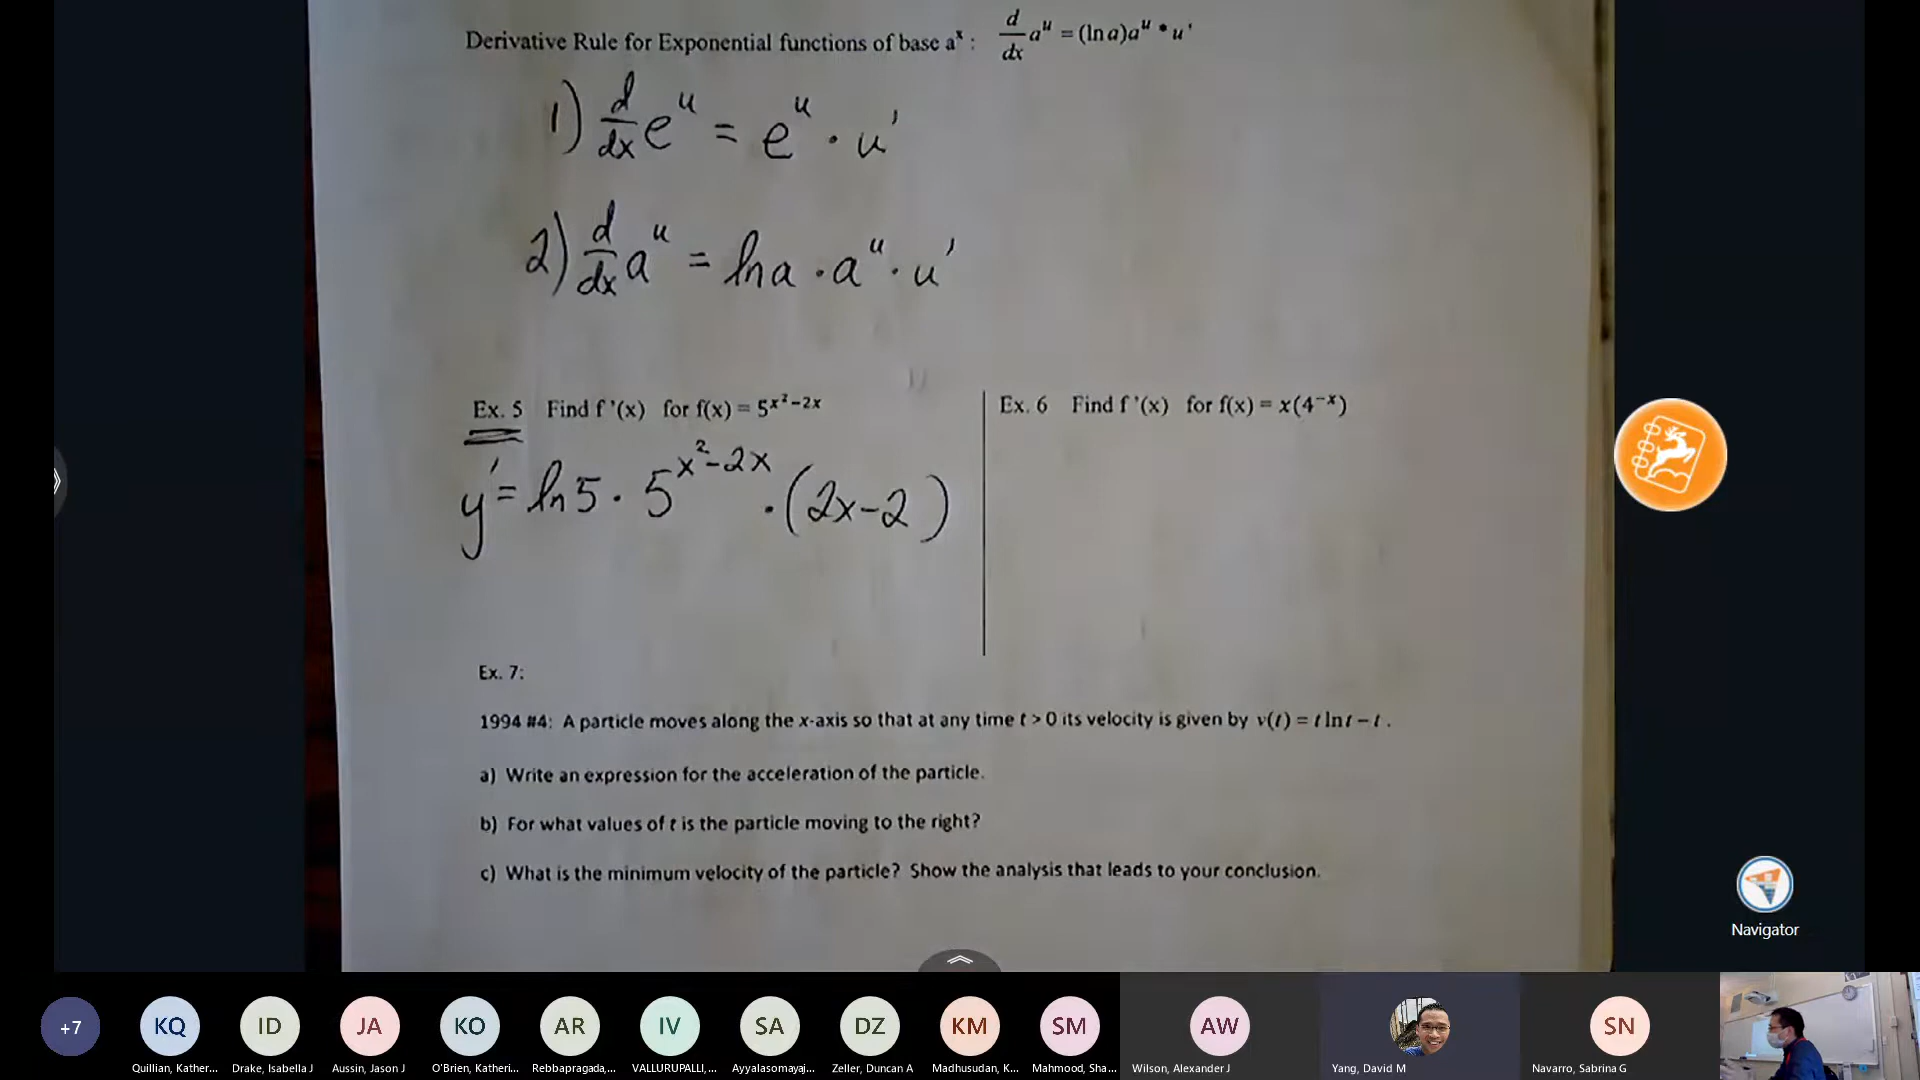 Derivative Rule for Exponential functions of base aˣ : d/dx aᵘ = (ln a)aᵘ • u'
1) d/dx eᵘ = eᵘ · u'
2) d/dx aᵘ = ln a · aᵘ · u'
Ex. 5 Find f '(x) for f(x) = 5^(x²−2x)
y' = ln 5 · 5^(x²-2x) · (2x-2)
Ex. 6 Find f '(x) for f(x) = x(4⁻ˣ)
Ex. 7:
1994 #4: A particle moves along the x-axis so that at any time t > 0 its velocity is given by v(t) = t ln t − t .
a) Write an expression for the acceleration of the particle.
b) For what values of t is the particle moving to the right?
c) What is the minimum velocity of the particle? Show the analysis that leads to your conclusion.
Navigator
+7
KQ
ID
JA
KO
AR
IV
SA
DZ
KM
SM
AW
SN
Quillian, Kather...
Drake, Isabella J
Aussin, Jason J
O'Brien, Katheri...
Rebbapragada,...
VALLURUPALLI,...
Ayyalasomayaj...
Zeller, Duncan A
Madhusudan, K...
Mahmood, Sha...
Wilson, Alexander J
Yang, David M
Navarro, Sabrina G